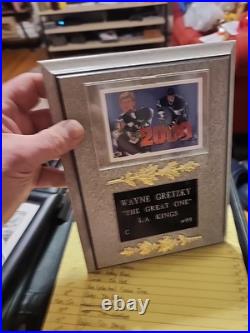 2000
WAYNE GRETZKY
"THE GREAT ONE"
L.A. KINGS
C #99